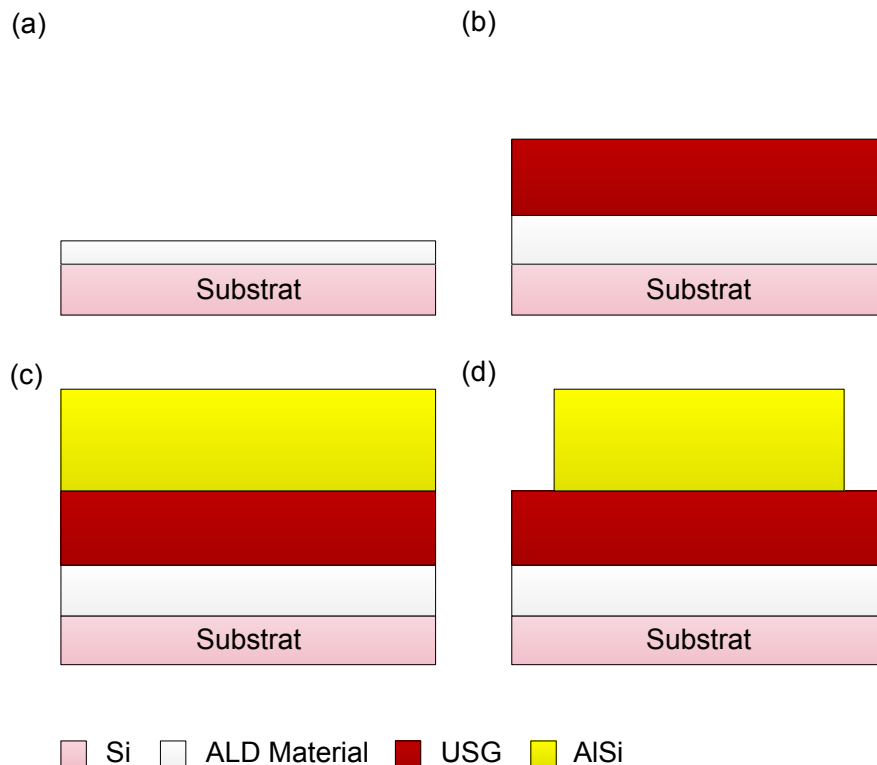 (a)
(b)
Substrat
Substrat
(c)
(d)
Substrat
Substrat
Si ALD Material USG AlSi